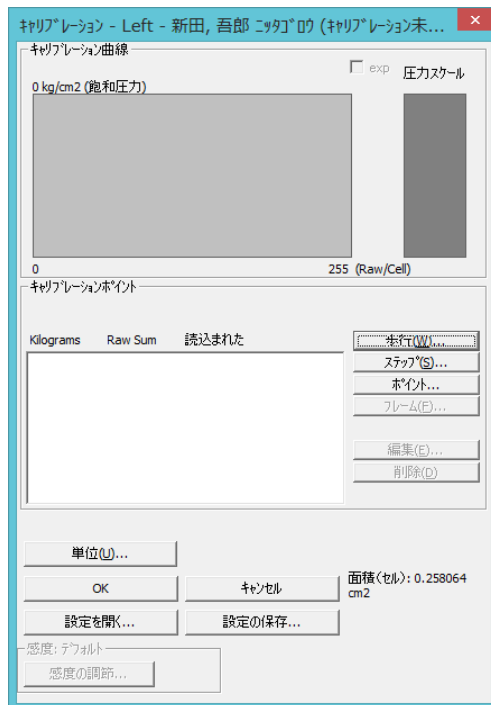 ｷｬﾘﾌﾞﾚｰｼｮﾝ - Left - 新田, 吾郎 ﾆｯﾀｺﾞﾛｳ (ｷｬﾘﾌﾞﾚｰｼｮﾝ未...
ｷｬﾘﾌﾞﾚｰｼｮﾝ曲線
exp
圧力ｽｹｰﾙ
0 kg/cm2 (飽和圧力)
0 255 (Raw/Cell)
ｷｬﾘﾌﾞﾚｰｼｮﾝﾎﾟｲﾝﾄ
Kilograms Raw Sum 読込まれた
歩行(W)...
ｽﾃｯﾌﾟ(S)...
ﾎﾟｲﾝﾄ...
ﾌﾚｰﾑ(F)...
編集(E)...
削除(D)
単位(U)...
OK ｷｬﾝｾﾙ
面積(ｾﾙ): 0.258064
cm2
設定を開く... 設定の保存...
感度: ﾃﾞﾌｫﾙﾄ
感度の調節...